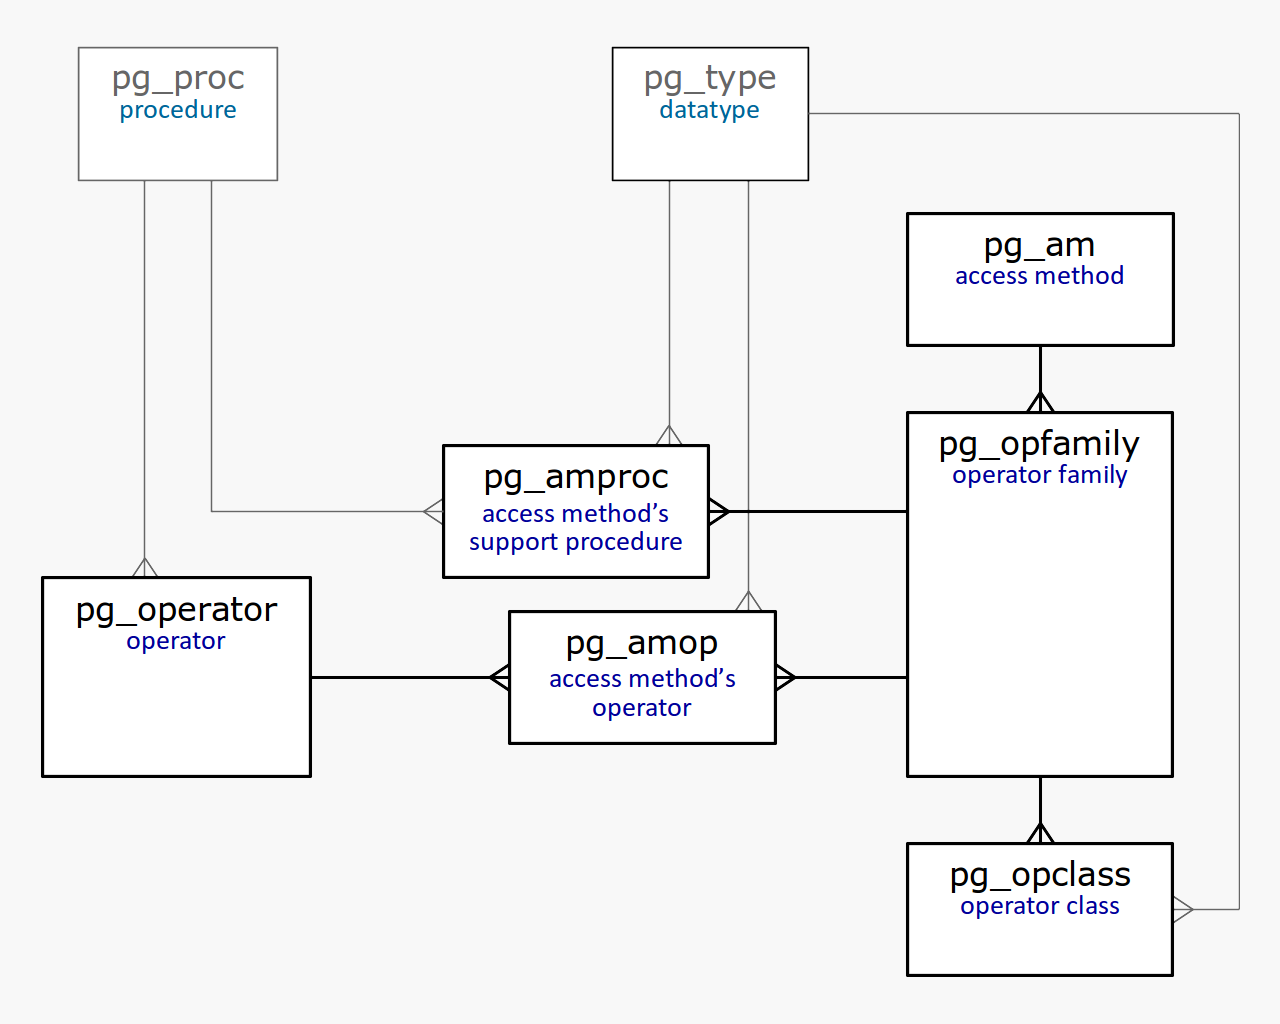 pg_proc
procedure
pg_type
datatype
pg_am
access method
pg_opfamily
operator family
pg_amproc
access method’s
support procedure
pg_operator
operator
pg_amop
access method’s
operator
pg_opclass
operator class